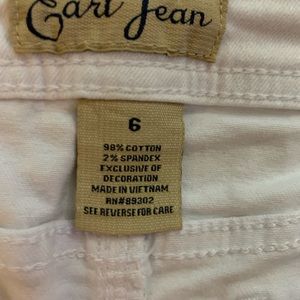 Earl Jean
6
98% COTTON
2% SPANDEX
EXCLUSIVE OF
DECORATION
MADE IN VIETNAM
RN#89302
SEE REVERSE FOR CARE